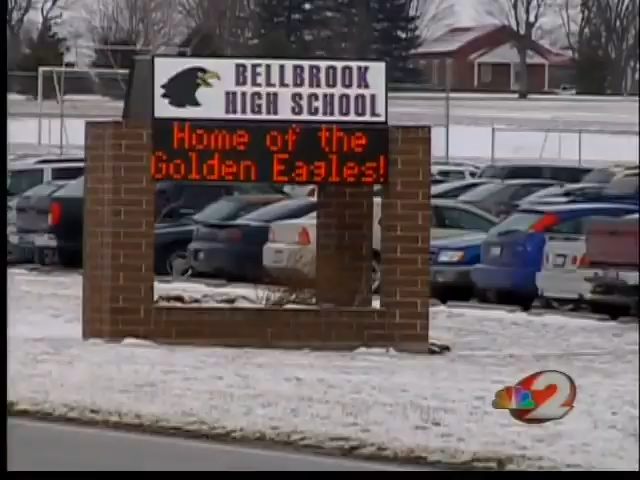 BELLBROOK
HIGH SCHOOL
Home of the
Golden Eagles!
2